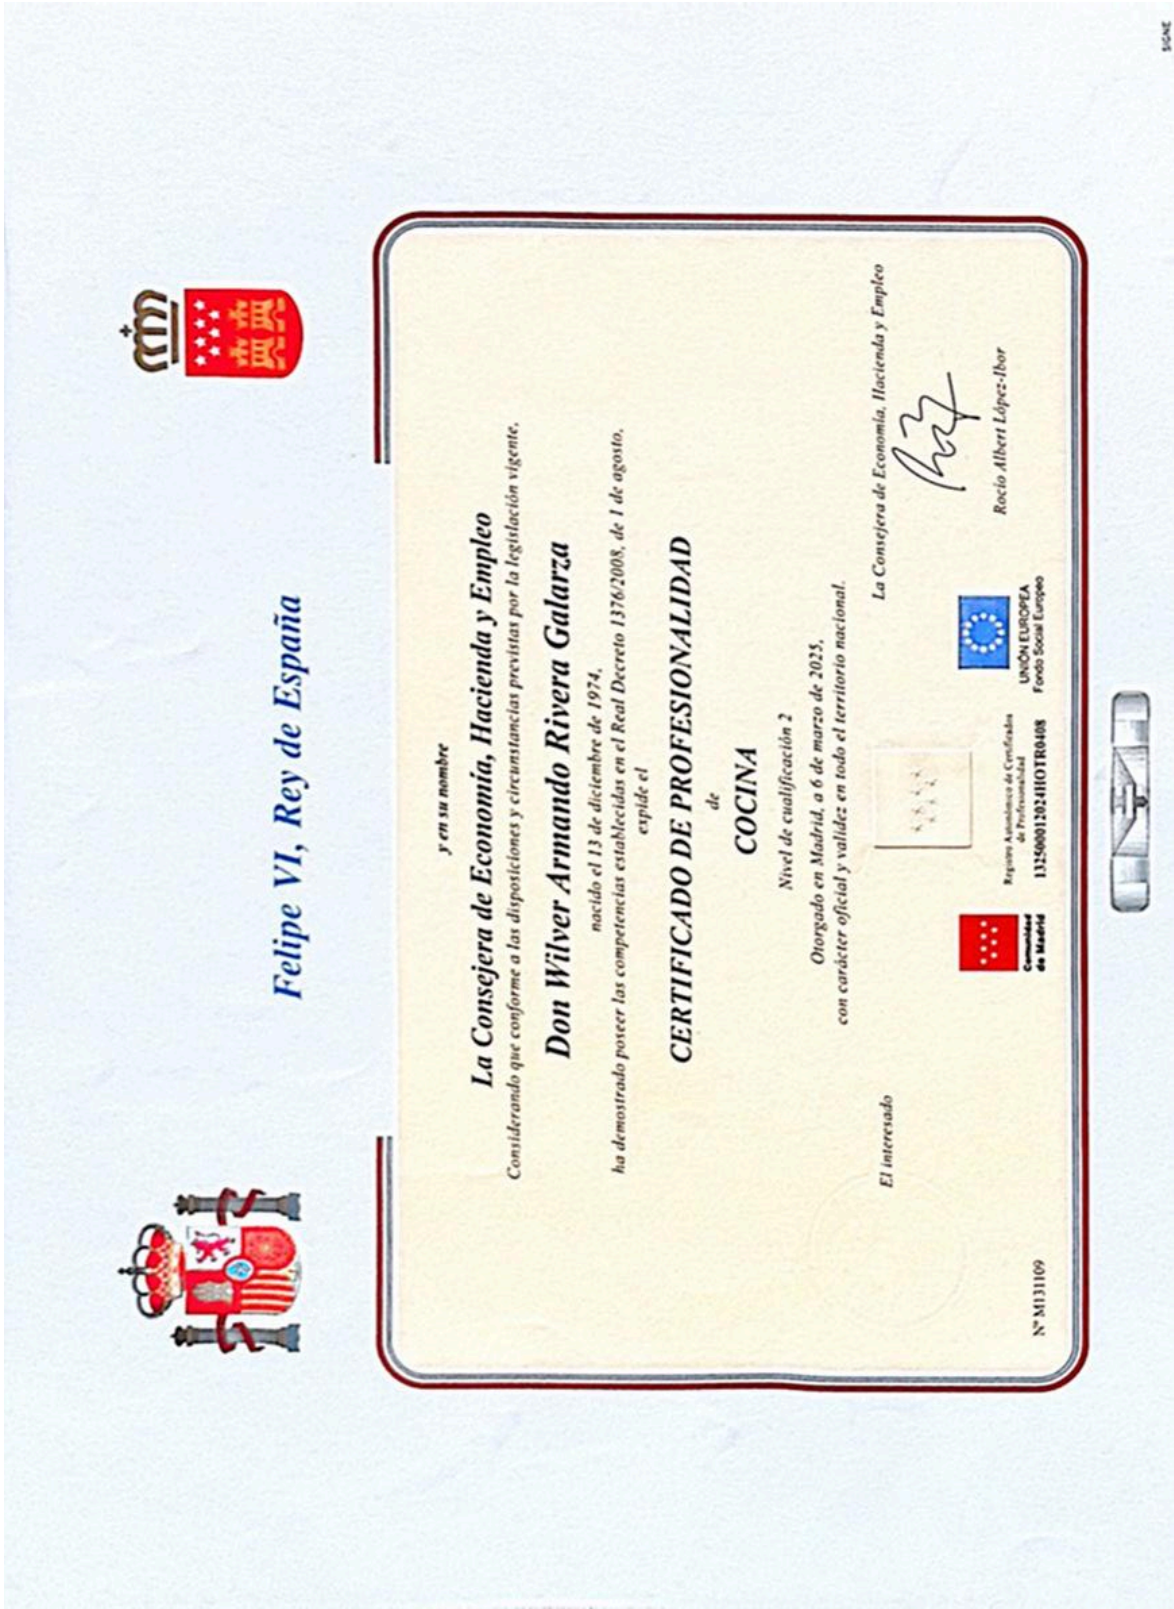 Felipe VI, Rey de España
y en su nombre
La Consejera de Economía, Hacienda y Empleo
Considerando que conforme a las disposiciones y circunstancias previstas por la legislación vigente,
Don Wilver Armando Rivera Galarza
nacido el 13 de diciembre de 1974,
ha demostrado poseer las competencias establecidas en el Real Decreto 1376/2008, de 1 de agosto,
expide el
CERTIFICADO DE PROFESIONALIDAD
de
COCINA
Nivel de cualificación 2
Otorgado en Madrid, a 6 de marzo de 2025,
con carácter oficial y validez en todo el territorio nacional.
El interesado
La Consejera de Economía, Hacienda y Empleo
Rocío Albert López-Ibor
Nº M131109
Comunidad
de Madrid
Registro Autonómico de Certificados
de Profesionalidad
132500012024HOTR0408
UNIÓN EUROPEA
Fondo Social Europeo
SIGNE